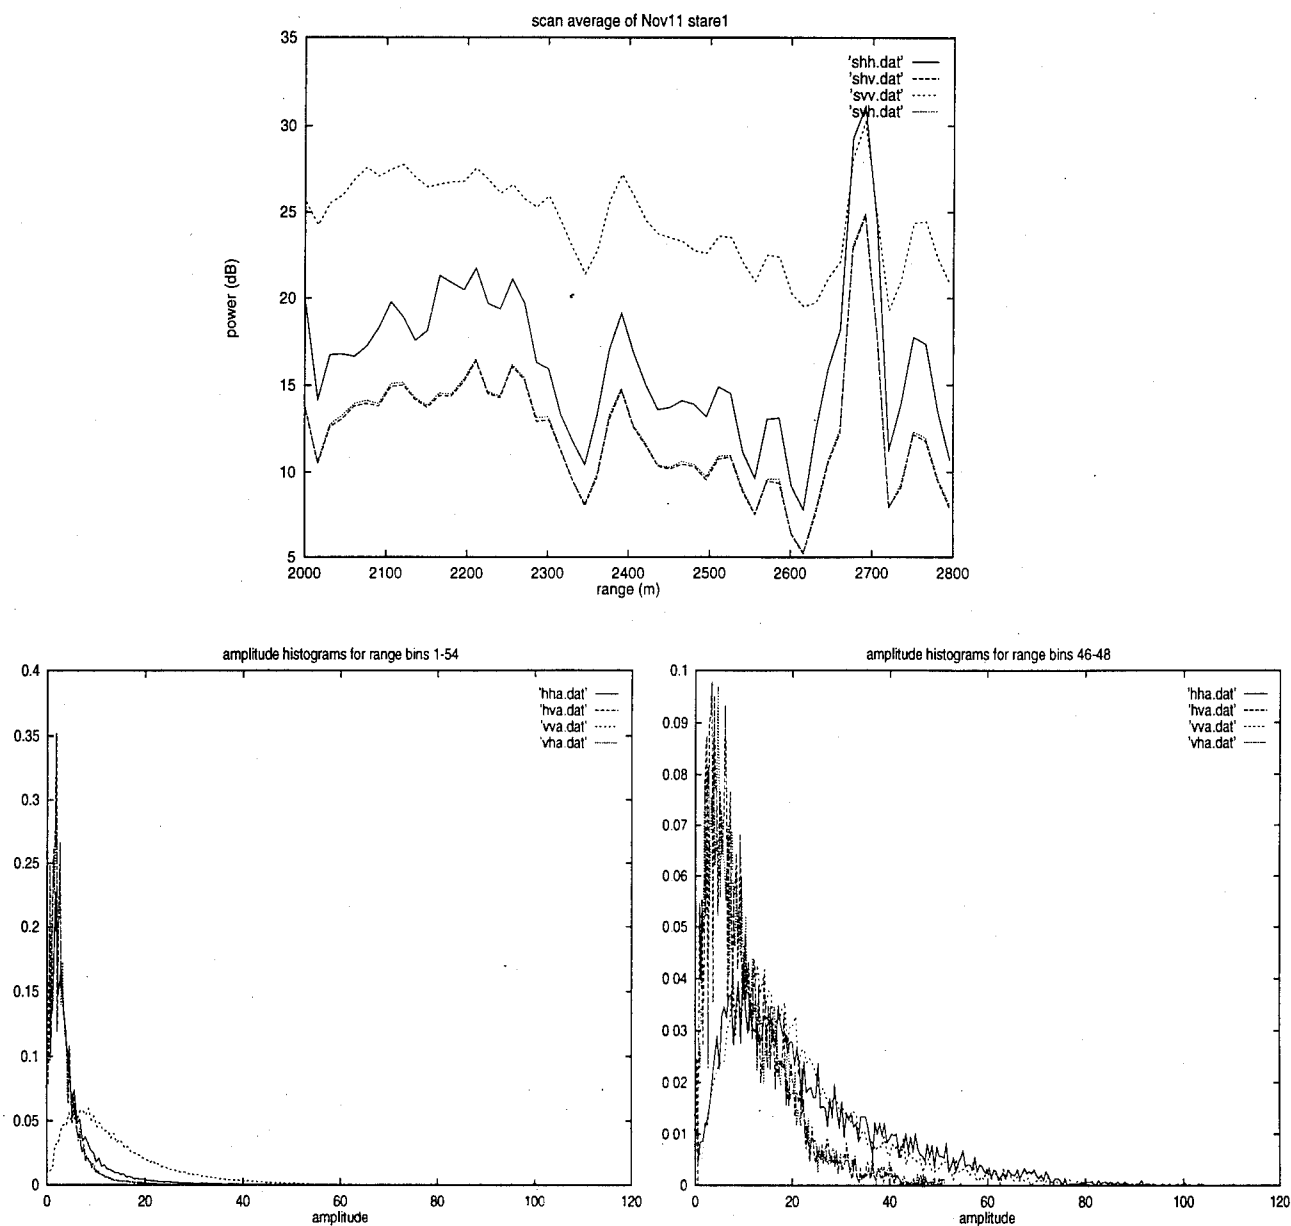 scan average of Nov11 stare1
35
30
25
20
15
10
5
power (dB)
'shh.dat'
'shv.dat'
'svv.dat'
'svh.dat'
2000 2100 2200 2300 2400 2500 2600 2700 2800
range (m)
amplitude histograms for range bins 1-54
0.4
0.35
0.3
0.25
0.2
0.15
0.1
0.05
0
'hha.dat'
'hva.dat'
'vva.dat'
'vha.dat'
0 20 40 60 80 100 120
amplitude
amplitude histograms for range bins 46-48
0.1
0.09
0.08
0.07
0.06
0.05
0.04
0.03
0.02
0.01
0
'hha.dat'
'hva.dat'
'vva.dat'
'vha.dat'
0 20 40 60 80 100 120
amplitude